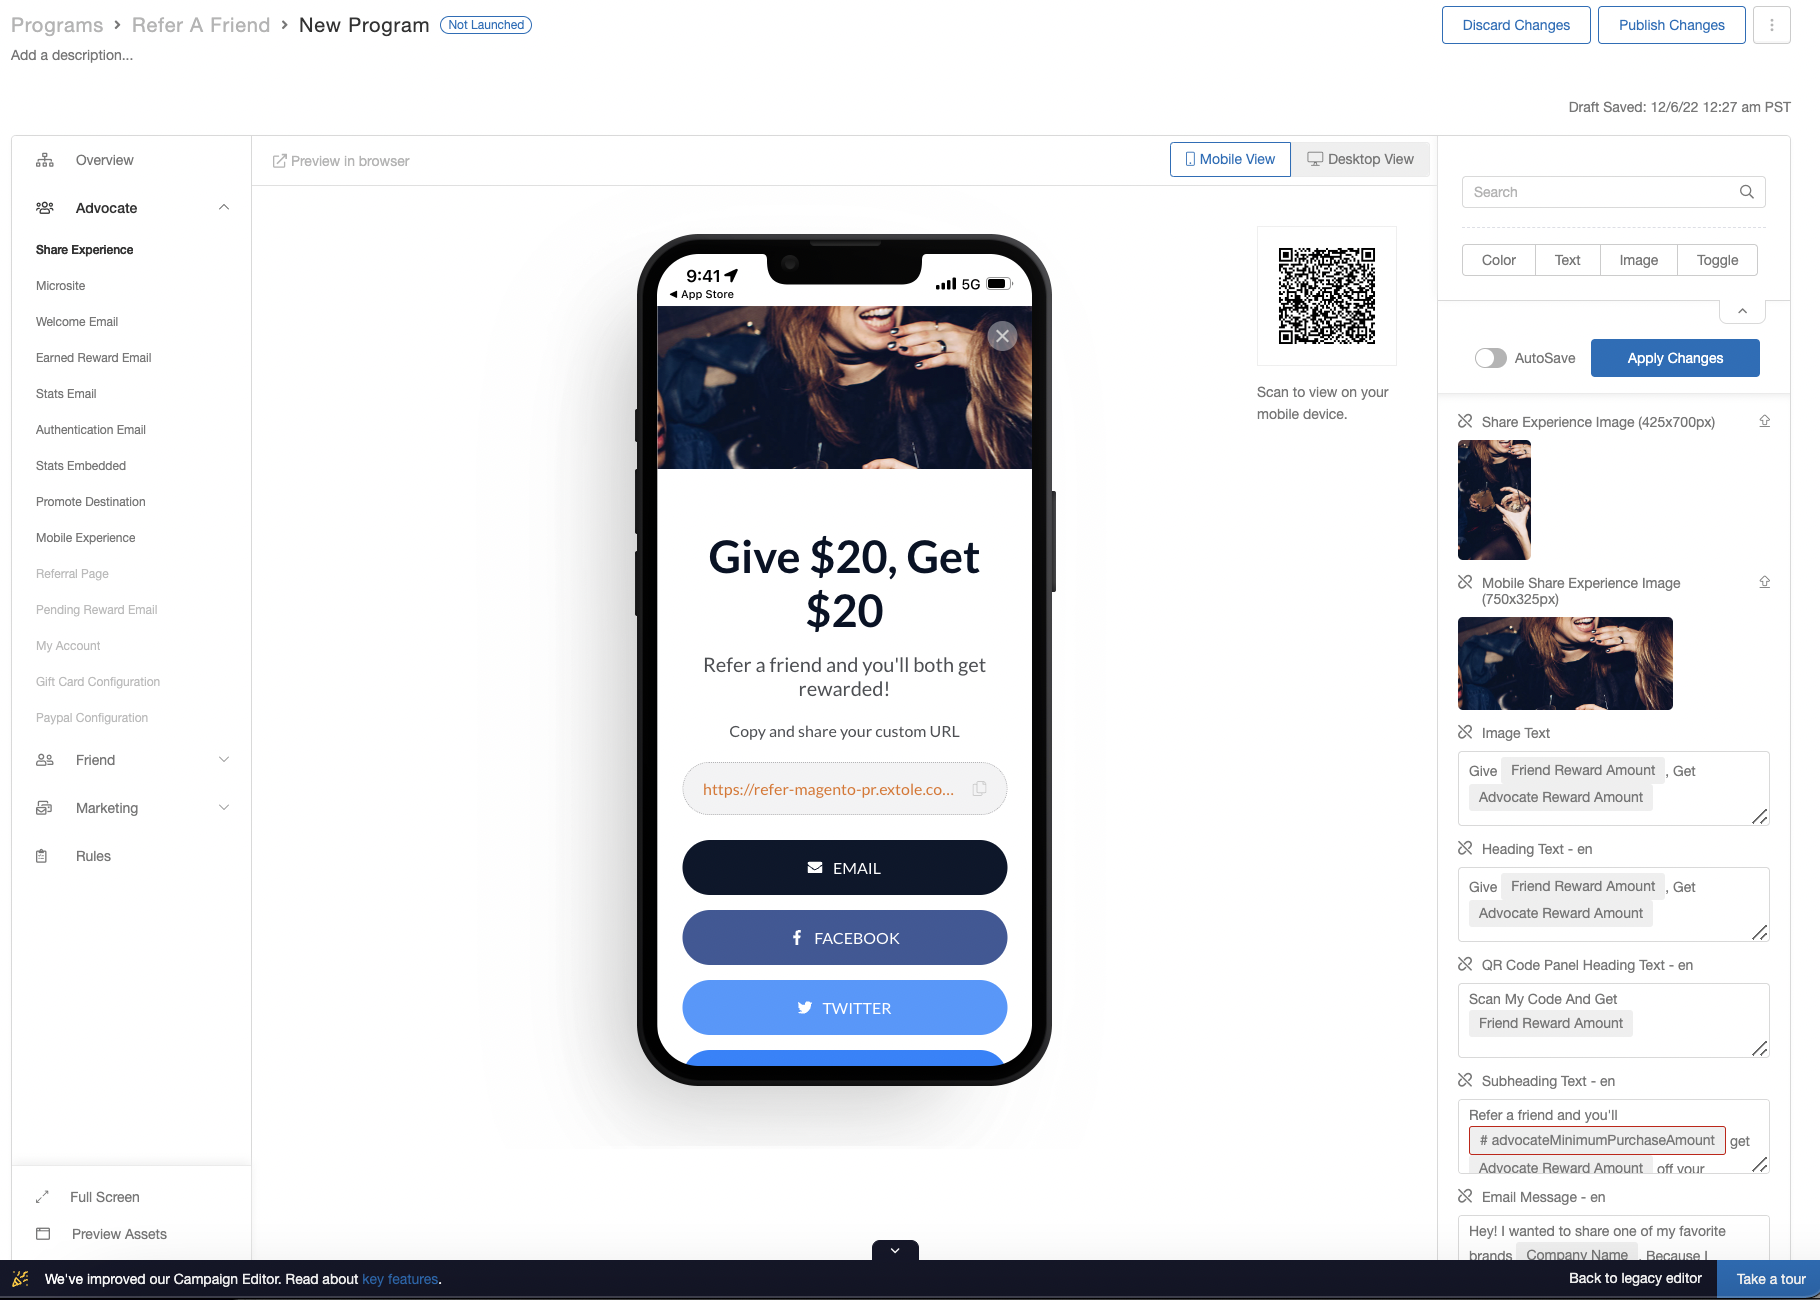 Programs > Refer A Friend > New Program Not Launched
Discard Changes
Publish Changes
Add a description...
Draft Saved: 12/6/22 12:27 am PST
Overview
Advocate
Share Experience
Microsite
Welcome Email
Earned Reward Email
Stats Email
Authentication Email
Stats Embedded
Promote Destination
Mobile Experience
Referral Page
Pending Reward Email
My Account
Gift Card Configuration
Paypal Configuration
Friend
Marketing
Rules
Full Screen
Preview Assets
Preview in browser
Mobile View
Desktop View
9:41
5G
App Store
Give $20, Get
$20
Refer a friend and you'll both get
rewarded!
Copy and share your custom URL
https://refer-magento-pr.extole.co...
EMAIL
FACEBOOK
TWITTER
Scan to view on your
mobile device.
Search
Color
Text
Image
Toggle
AutoSave
Apply Changes
Share Experience Image (425x700px)
Mobile Share Experience Image
(750x325px)
Image Text
Give Friend Reward Amount , Get
Advocate Reward Amount
Heading Text - en
Give Friend Reward Amount , Get
Advocate Reward Amount
QR Code Panel Heading Text - en
Scan My Code And Get
Friend Reward Amount
Subheading Text - en
Refer a friend and you'll
# advocateMinimumPurchaseAmount get
Advocate Reward Amount off your
Email Message - en
Hey! I wanted to share one of my favorite
brands Company Name . Because I
We've improved our Campaign Editor. Read about key features.
Back to legacy editor
Take a tour